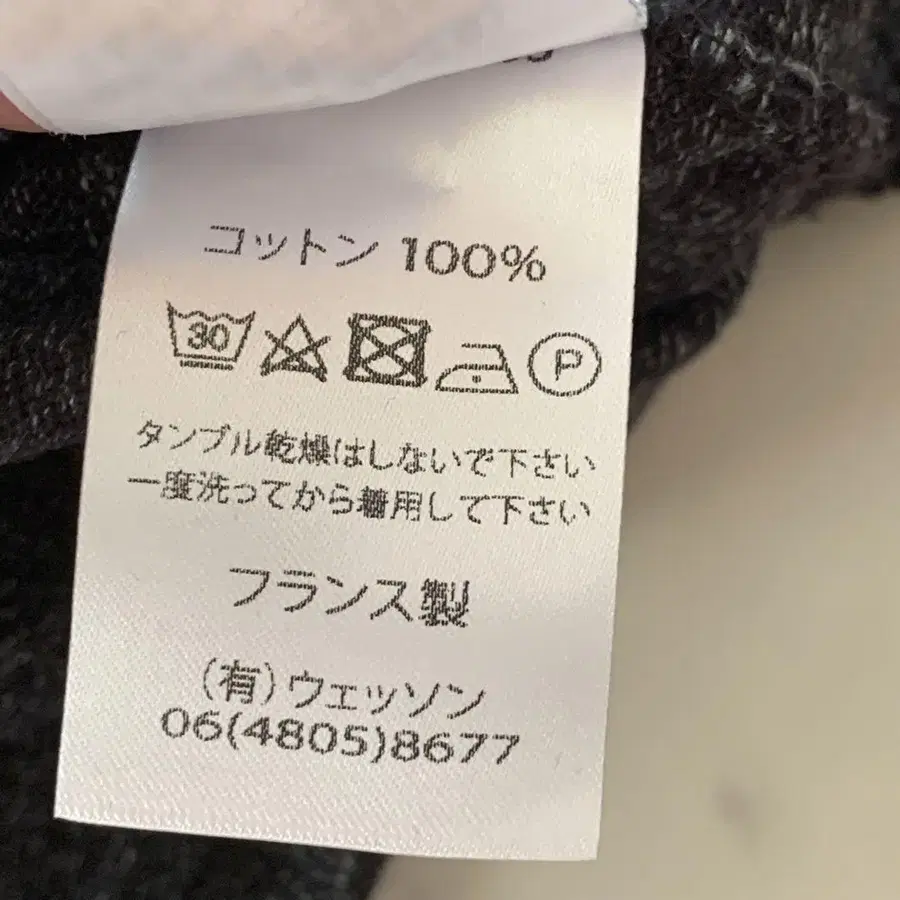 コットン 100%
30 P
タンブル乾燥はしないで下さい
一度洗ってから着用して下さい
フランス製
(有)ウェッソン
06(4805)8677